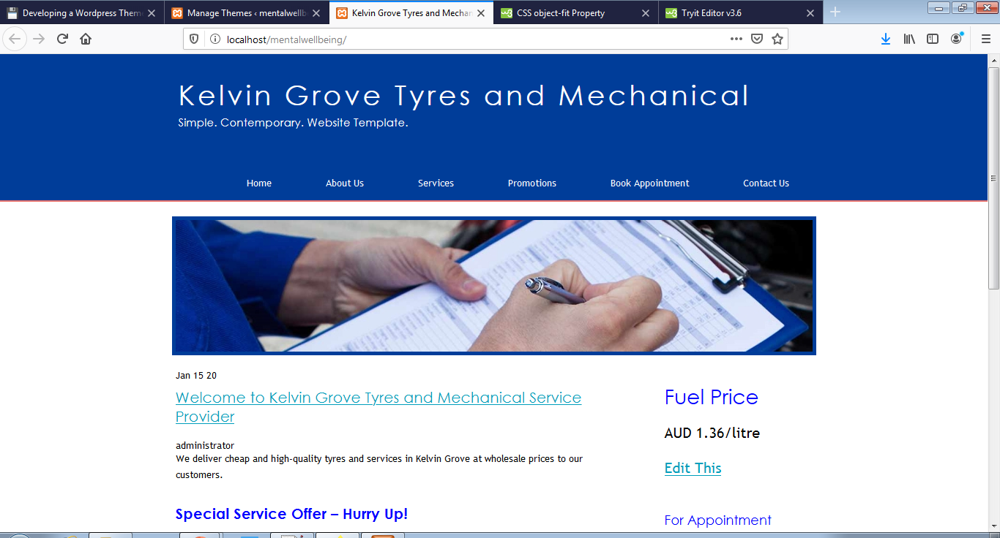 Developing a Wordpress Them
Manage Themes ‹ mentalwellb
Kelvin Grove Tyres and Mechan
CSS object-fit Property
Tryit Editor v3.6
localhost/mentalwellbeing/
Kelvin Grove Tyres and Mechanical
Simple. Contemporary. Website Template.
Home About Us Services Promotions Book Appointment Contact Us
Jan 15 20
Welcome to Kelvin Grove Tyres and Mechanical Service
Provider
administrator
We deliver cheap and high-quality tyres and services in Kelvin Grove at wholesale prices to our
customers.
Special Service Offer – Hurry Up!
Fuel Price
AUD 1.36/litre
Edit This
For Appointment